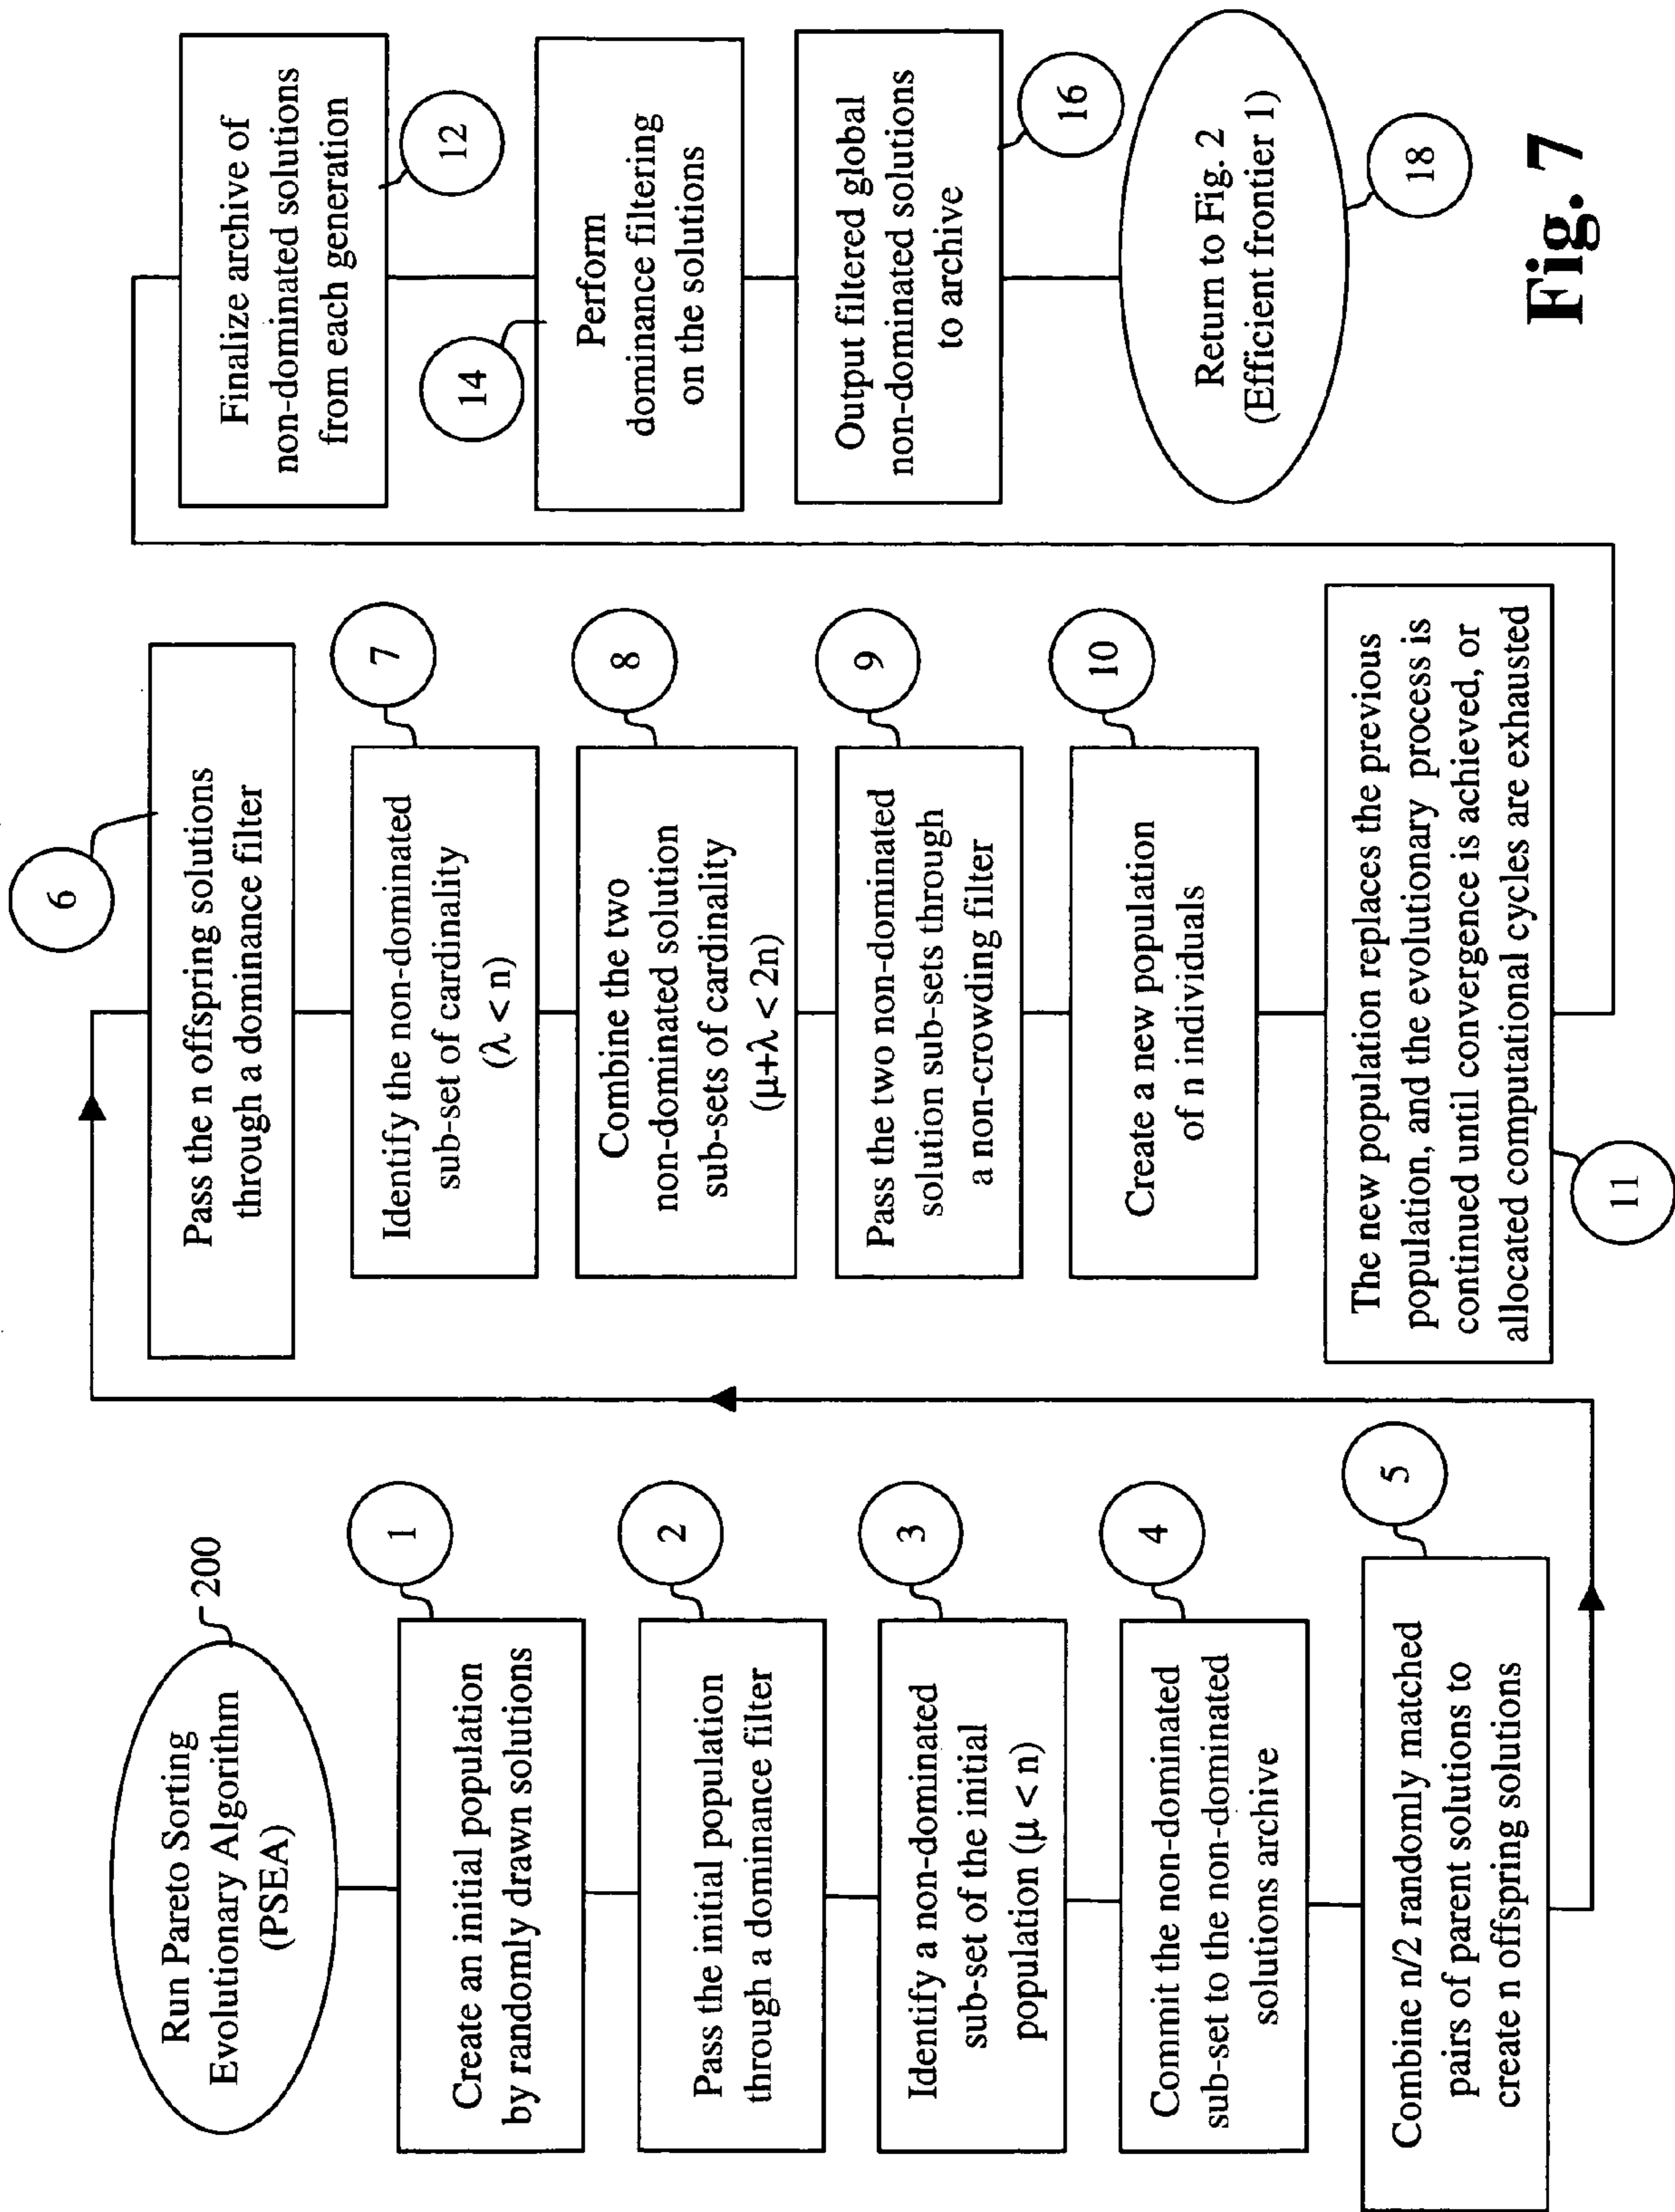 Run Pareto Sorting
Evolutionary Algorithm
(PSEA)
200
Create an initial population
by randomly drawn solutions
1
Pass the initial population
through a dominance filter
2
Identify a non-dominated
sub-set of the initial
population (μ < n)
3
Commit the non-dominated
sub-set to the non-dominated
solutions archive
4
Combine n/2 randomly matched
pairs of parent solutions to
create n offspring solutions
5
6
Pass the n offspring solutions
through a dominance filter
Identify the non-dominated
sub-set of cardinality
(λ < n)
7
Combine the two
non-dominated solution
sub-sets of cardinality
(μ+λ < 2n)
8
Pass the two non-dominated
solution sub-sets through
a non-crowding filter
9
Create a new population
of n individuals
10
The new population replaces the previous
population, and the evolutionary process is
continued until convergence is achieved, or
allocated computational cycles are exhausted
11
Finalize archive of
non-dominated solutions
from each generation
12
14
Perform
dominance filtering
on the solutions
Output filtered global
non-dominated solutions
to archive
16
Return to Fig. 2
(Efficient frontier 1)
18
Fig. 7